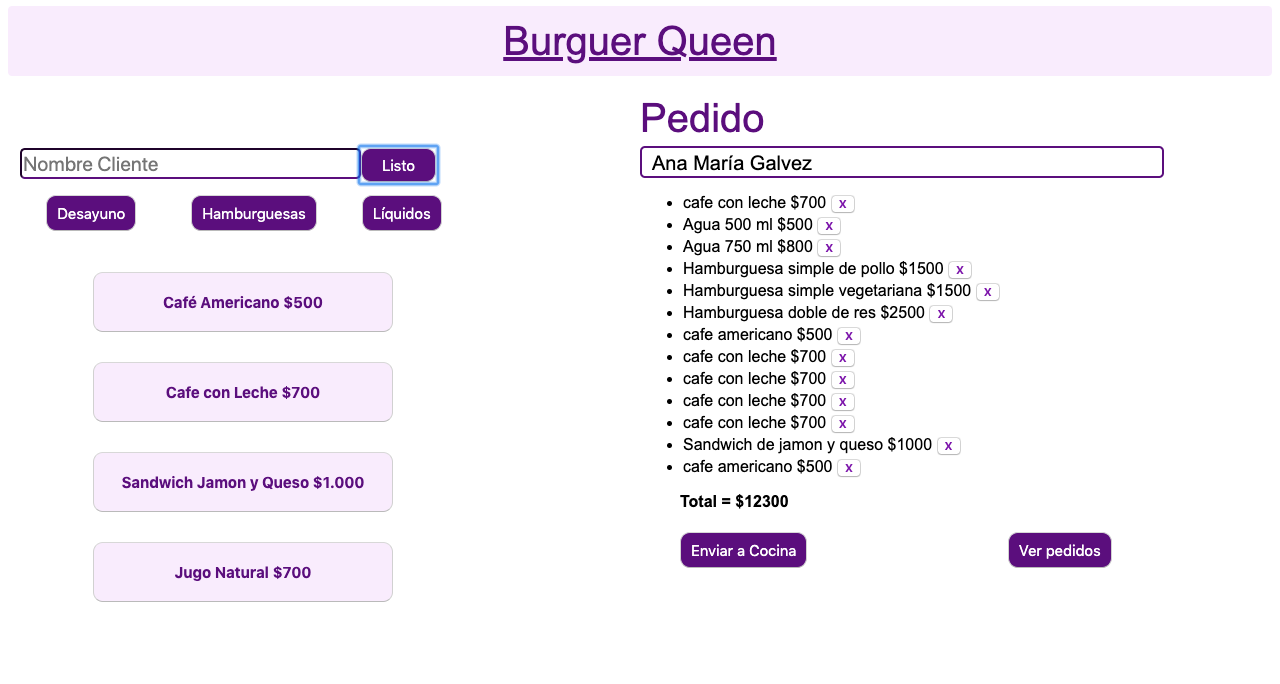 Burguer Queen
Nombre Cliente
Listo
Desayuno
Hamburguesas
Líquidos
Café Americano $500
Cafe con Leche $700
Sandwich Jamon y Queso $1.000
Jugo Natural $700
Pedido
Ana María Galvez
cafe con leche $700 x
Agua 500 ml $500 x
Agua 750 ml $800 x
Hamburguesa simple de pollo $1500 x
Hamburguesa simple vegetariana $1500 x
Hamburguesa doble de res $2500 x
cafe americano $500 x
cafe con leche $700 x
cafe con leche $700 x
cafe con leche $700 x
cafe con leche $700 x
Sandwich de jamon y queso $1000 x
cafe americano $500 x
Total = $12300
Enviar a Cocina
Ver pedidos